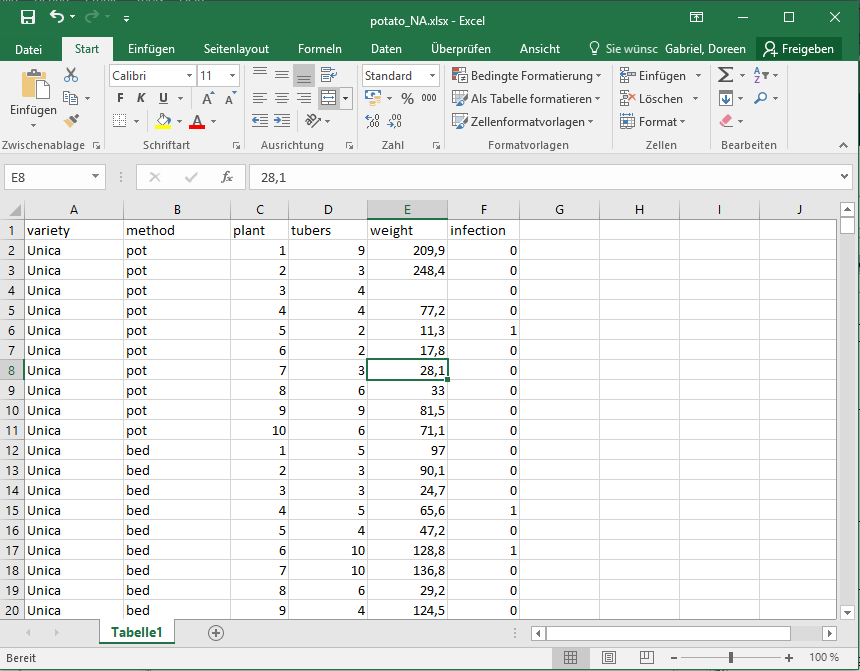 potato_NA.xlsx - Excel
Datei Start Einfügen Seitenlayout Formeln Daten Überprüfen Ansicht Sie wünsc Gabriel, Doreen Freigeben
Einfügen Calibri 11 Standard Bedingte Formatierung Einfügen Σ
F K U A A % 000 Als Tabelle formatieren Löschen
A Zellenformatvorlagen Format
Zwischenablage Schriftart Ausrichtung Zahl Formatvorlagen Zellen Bearbeiten
E8 fx 28,1
A B C D E F G H I J
1 variety method plant tubers weight infection
2 Unica pot 1 9 209,9 0
3 Unica pot 2 3 248,4 0
4 Unica pot 3 4 0
5 Unica pot 4 4 77,2 0
6 Unica pot 5 2 11,3 1
7 Unica pot 6 2 17,8 0
8 Unica pot 7 3 28,1 0
9 Unica pot 8 6 33 0
10 Unica pot 9 9 81,5 0
11 Unica pot 10 6 71,1 0
12 Unica bed 1 5 97 0
13 Unica bed 2 3 90,1 0
14 Unica bed 3 3 24,7 0
15 Unica bed 4 5 65,6 1
16 Unica bed 5 4 47,2 0
17 Unica bed 6 10 128,8 1
18 Unica bed 7 10 136,8 0
19 Unica bed 8 6 29,2 0
20 Unica bed 9 4 124,5 0
Tabelle1
Bereit 100 %